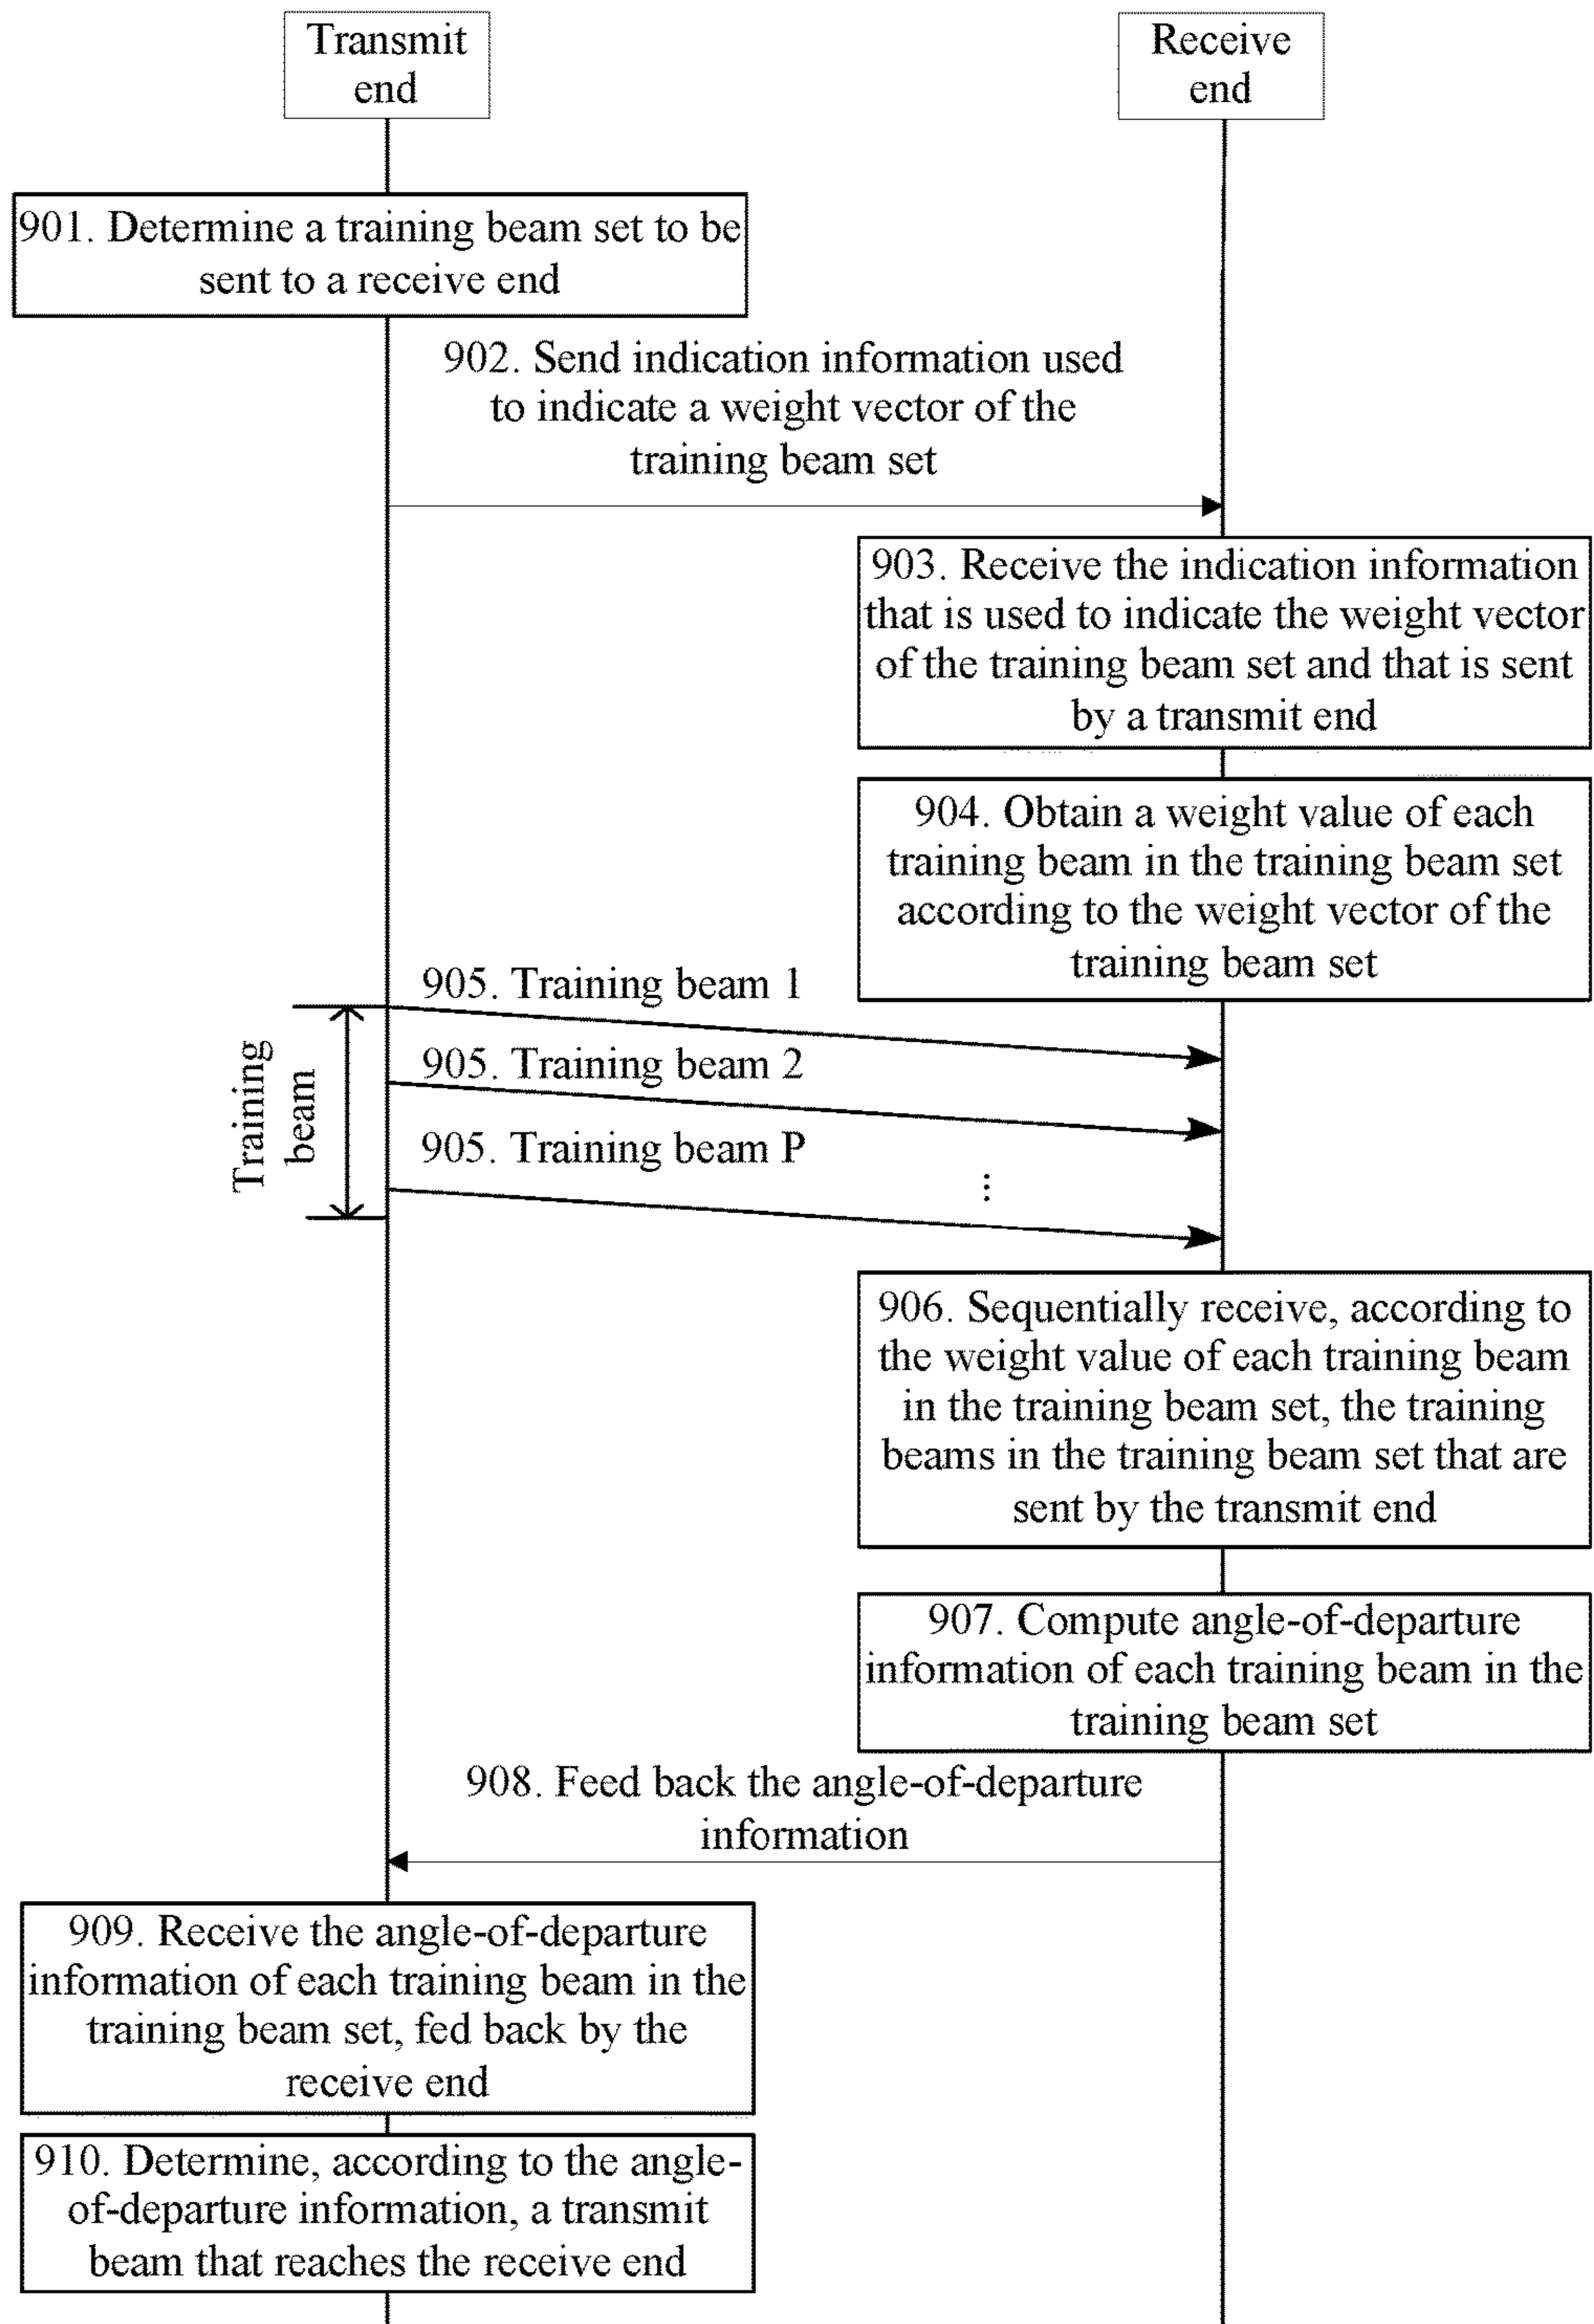 Transmit
end
Receive
end
901. Determine a training beam set to be
sent to a receive end
902. Send indication information used
to indicate a weight vector of the
training beam set
903. Receive the indication information
that is used to indicate the weight vector
of the training beam set and that is sent
by a transmit end
904. Obtain a weight value of each
training beam in the training beam set
according to the weight vector of the
training beam set
905. Training beam 1
905. Training beam 2
905. Training beam P
⋮
Training
beam
906. Sequentially receive, according to
the weight value of each training beam
in the training beam set, the training
beams in the training beam set that are
sent by the transmit end
907. Compute angle-of-departure
information of each training beam in the
training beam set
908. Feed back the angle-of-departure
information
909. Receive the angle-of-departure
information of each training beam in the
training beam set, fed back by the
receive end
910. Determine, according to the angle-
of-departure information, a transmit
beam that reaches the receive end